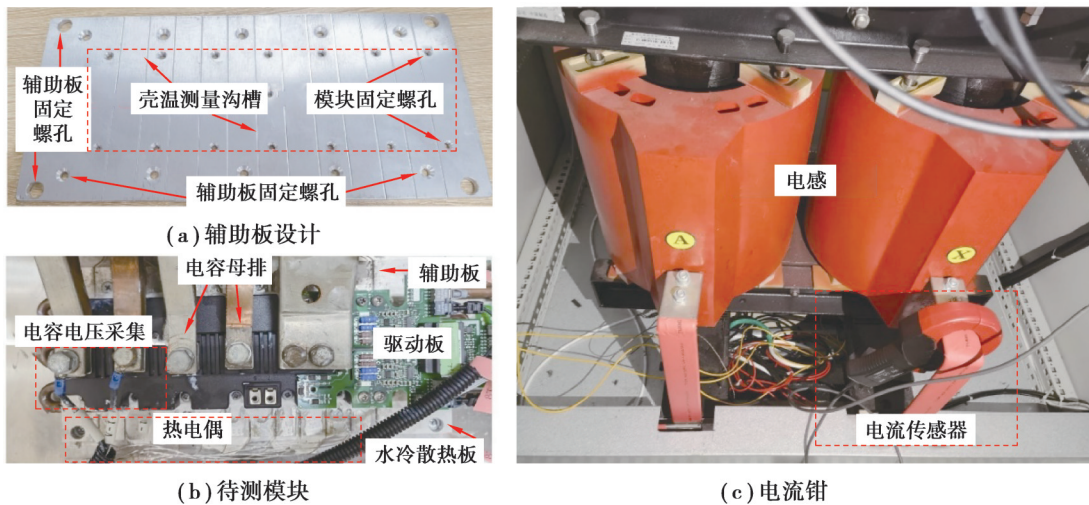 辅助板
固定
螺孔
壳温测量沟槽
模块固定螺孔
辅助板固定螺孔
(a)辅助板设计
电容母排
辅助板
电容电压采集
驱动板
热电偶
水冷散热板
(b)待测模块
电感
A
X
电流传感器
(c)电流钳